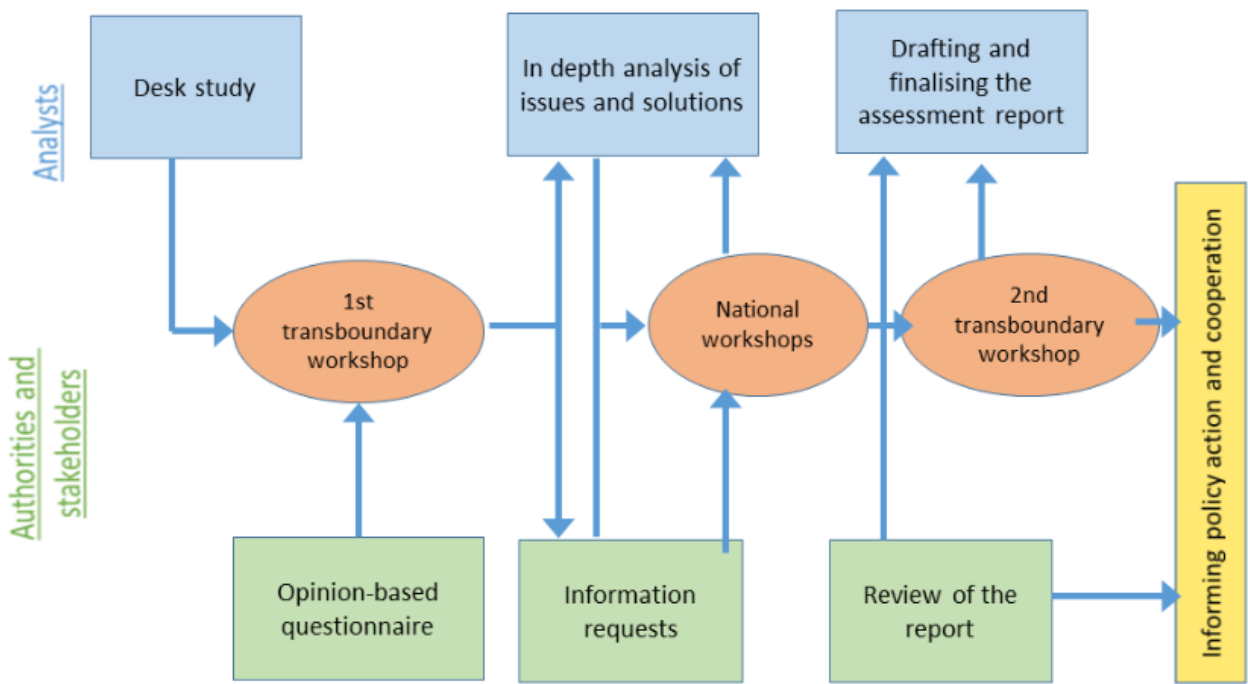 Analysts
Desk study
In depth analysis of
issues and solutions
Drafting and
finalising the
assessment report
1st
transboundary
workshop
National
workshops
2nd
transboundary
workshop
Informing policy action and cooperation
Authorities and
stakeholders
Opinion-based
questionnaire
Information
requests
Review of the
report